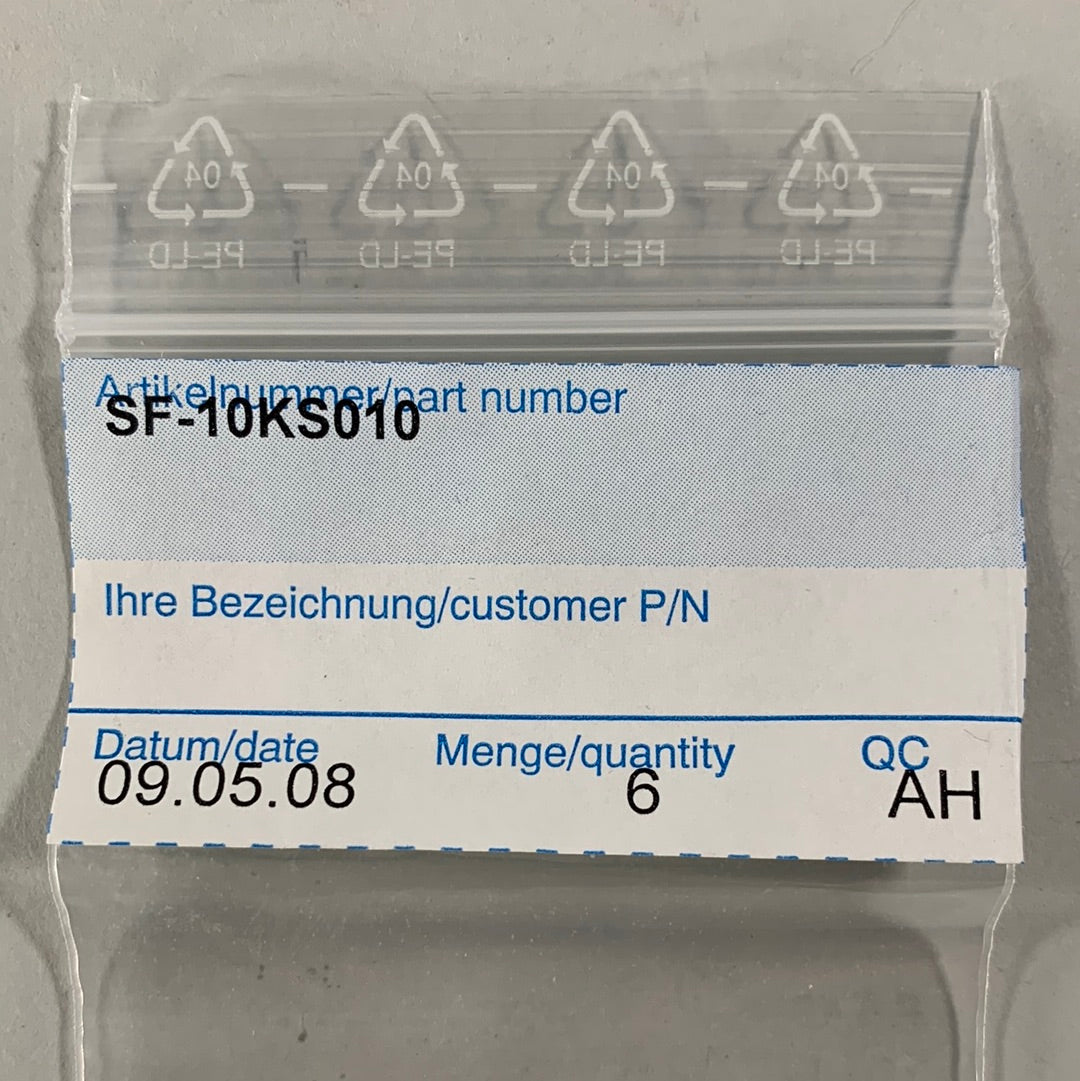 04 04 04 04
PE-LD PE-LD PE-LD PE-LD
Artikelnummer/part number
SF-10KS010
Ihre Bezeichnung/customer P/N
Datum/date Menge/quantity QC
09.05.08 6 AH